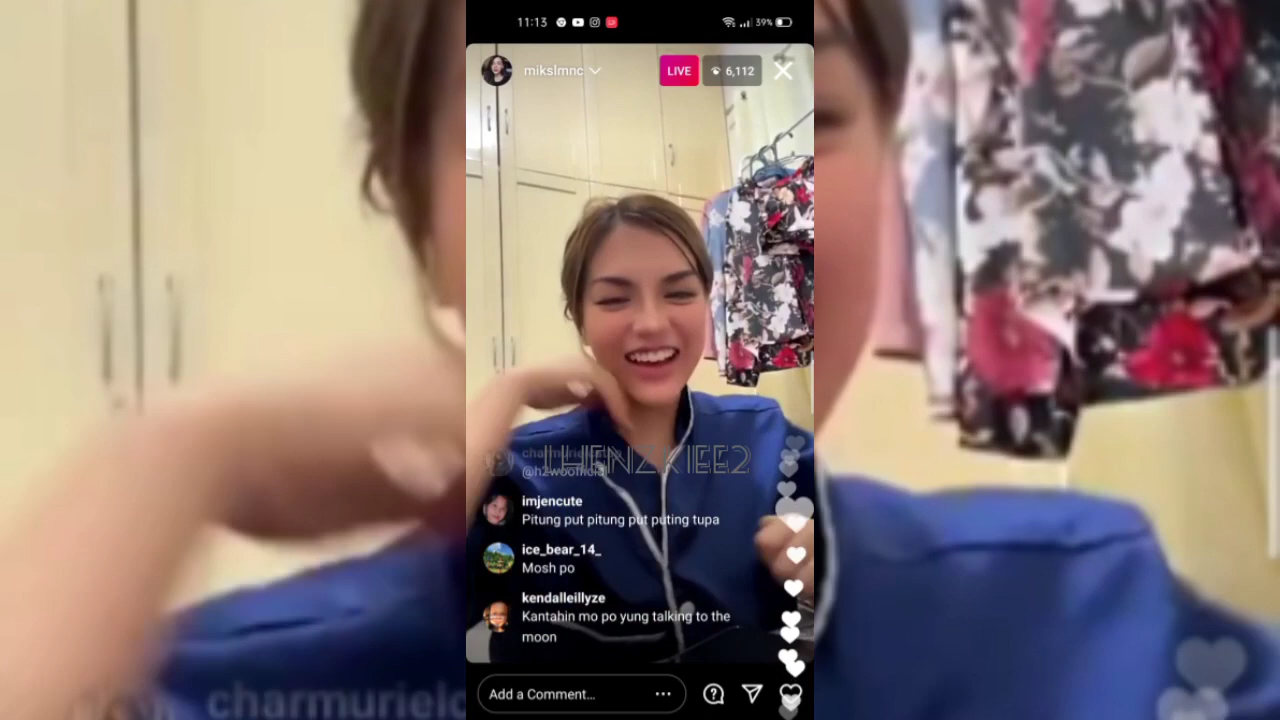 11:13
39%
mikslmnc
LIVE
6,112
JHENZKIEE2
imjencute
Pitung put pitung put puting tupa
ice_bear_14_
Mosh po
kendalleillyze
Kantahin mo po yung talking to the
moon
Add a Comment...